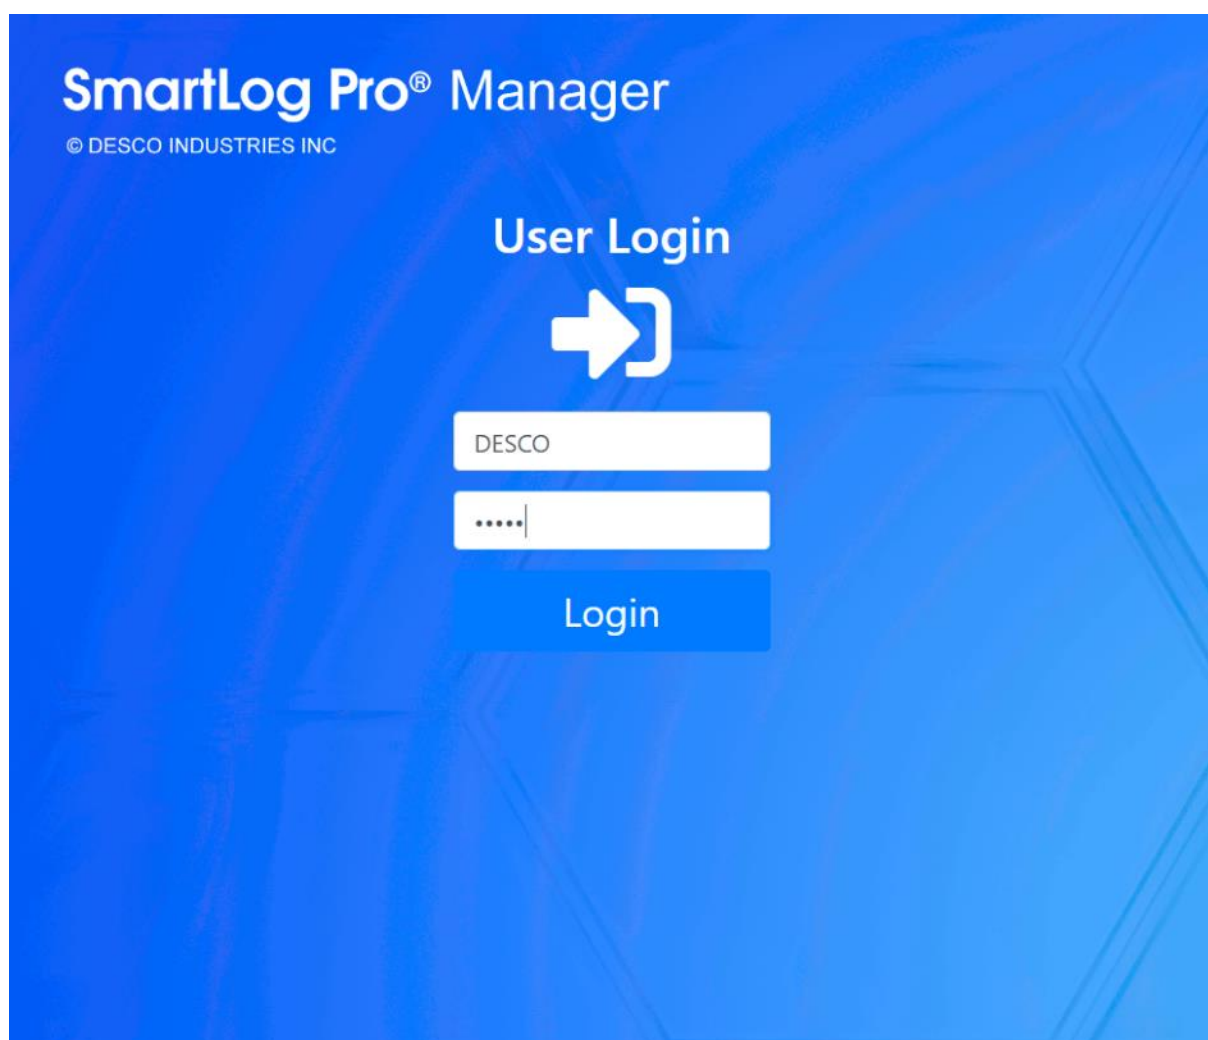 SmartLog Pro® Manager
© DESCO INDUSTRIES INC
User Login
DESCO
•••••
Login